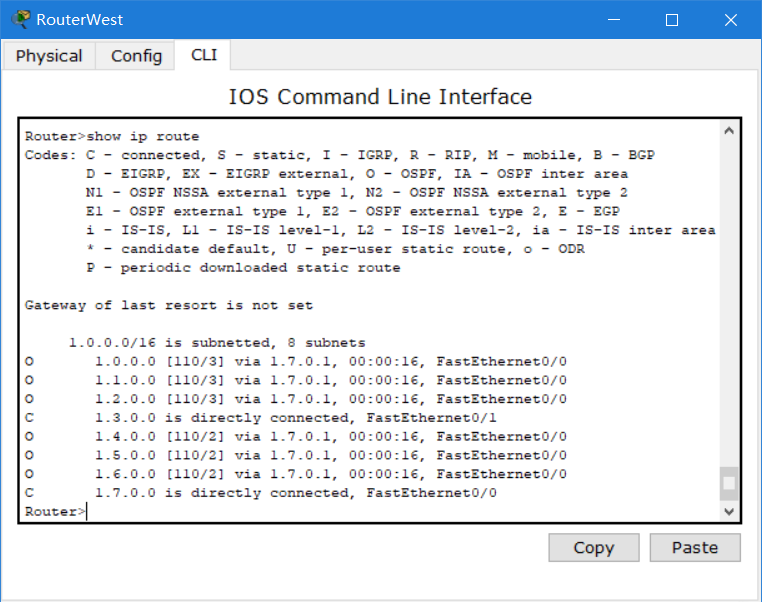 RouterWest
Physical Config CLI
IOS Command Line Interface
Router>show ip route
Codes: C - connected, S - static, I - IGRP, R - RIP, M - mobile, B - BGP
       D - EIGRP, EX - EIGRP external, O - OSPF, IA - OSPF inter area
       N1 - OSPF NSSA external type 1, N2 - OSPF NSSA external type 2
       E1 - OSPF external type 1, E2 - OSPF external type 2, E - EGP
       i - IS-IS, L1 - IS-IS level-1, L2 - IS-IS level-2, ia - IS-IS inter area
       * - candidate default, U - per-user static route, o - ODR
       P - periodic downloaded static route
Gateway of last resort is not set
     1.0.0.0/16 is subnetted, 8 subnets
O       1.0.0.0 [110/3] via 1.7.0.1, 00:00:16, FastEthernet0/0
O       1.1.0.0 [110/3] via 1.7.0.1, 00:00:16, FastEthernet0/0
O       1.2.0.0 [110/3] via 1.7.0.1, 00:00:16, FastEthernet0/0
C       1.3.0.0 is directly connected, FastEthernet0/1
O       1.4.0.0 [110/2] via 1.7.0.1, 00:00:16, FastEthernet0/0
O       1.5.0.0 [110/2] via 1.7.0.1, 00:00:16, FastEthernet0/0
O       1.6.0.0 [110/2] via 1.7.0.1, 00:00:16, FastEthernet0/0
C       1.7.0.0 is directly connected, FastEthernet0/0
Router>
Copy Paste